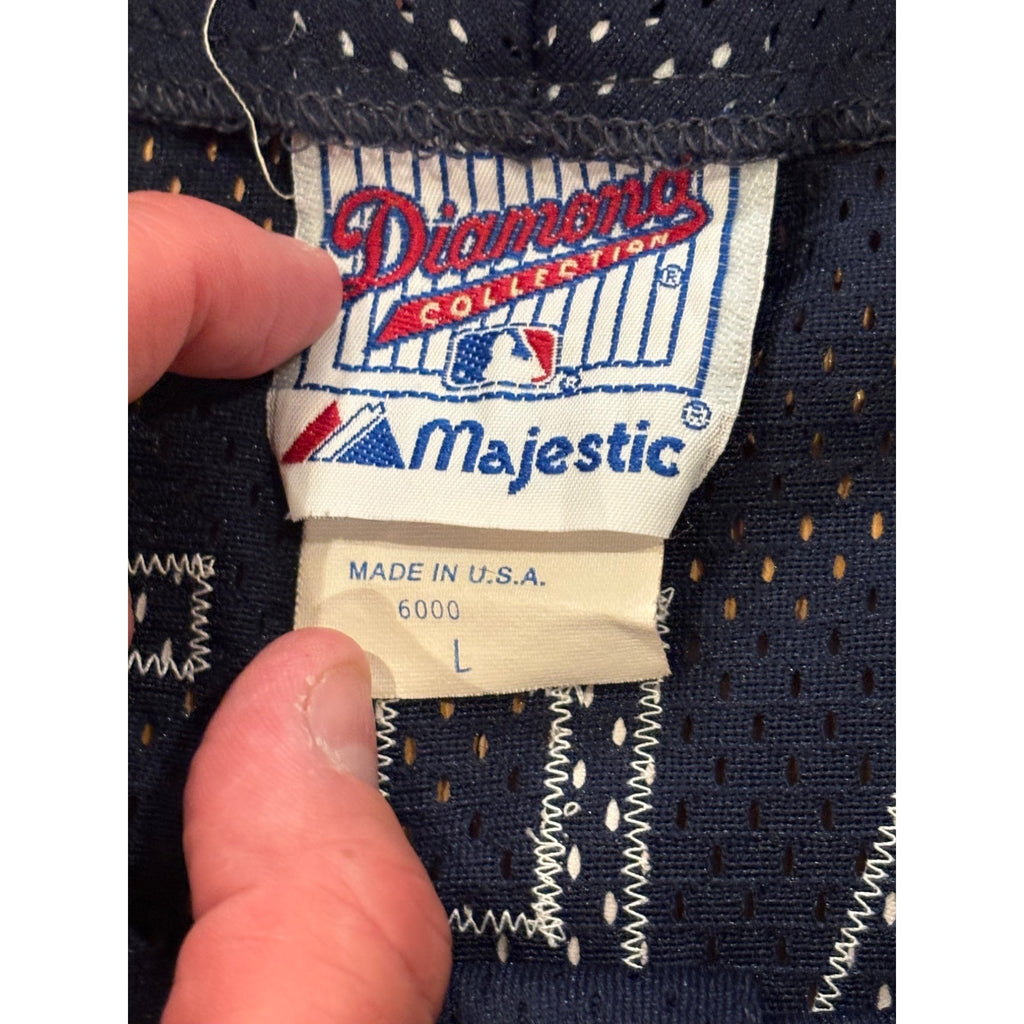 Diamond
COLLECTION ®
®
Majestic ®
MADE IN U.S.A.
6000
L